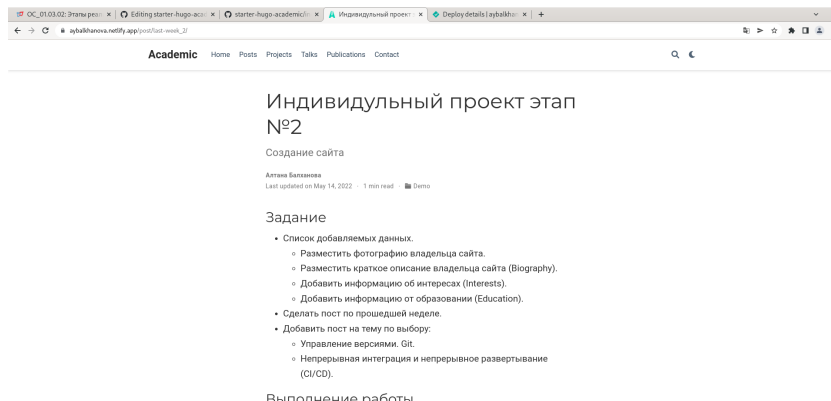 ОС_01.03.02: Этапы реал
Editing starter-hugo-acad
starter-hugo-academic/in
Индивидульный проект э
Deploy details | aybalkhan
aybalkhanova.netlify.app/post/last-week_2/
Academic Home Posts Projects Talks Publications Contact
Индивидульный проект этап
№2
Создание сайта
Алтана Балханова
Last updated on May 14, 2022 · 1 min read · Demo
Задание
• Список добавляемых данных.
◦ Разместить фотографию владельца сайта.
◦ Разместить краткое описание владельца сайта (Biography).
◦ Добавить информацию об интересах (Interests).
◦ Добавить информацию от образовании (Education).
• Сделать пост по прошедшей неделе.
• Добавить пост на тему по выбору:
◦ Управление версиями. Git.
◦ Непрерывная интеграция и непрерывное развертывание
(CI/CD).
Выполнение работы